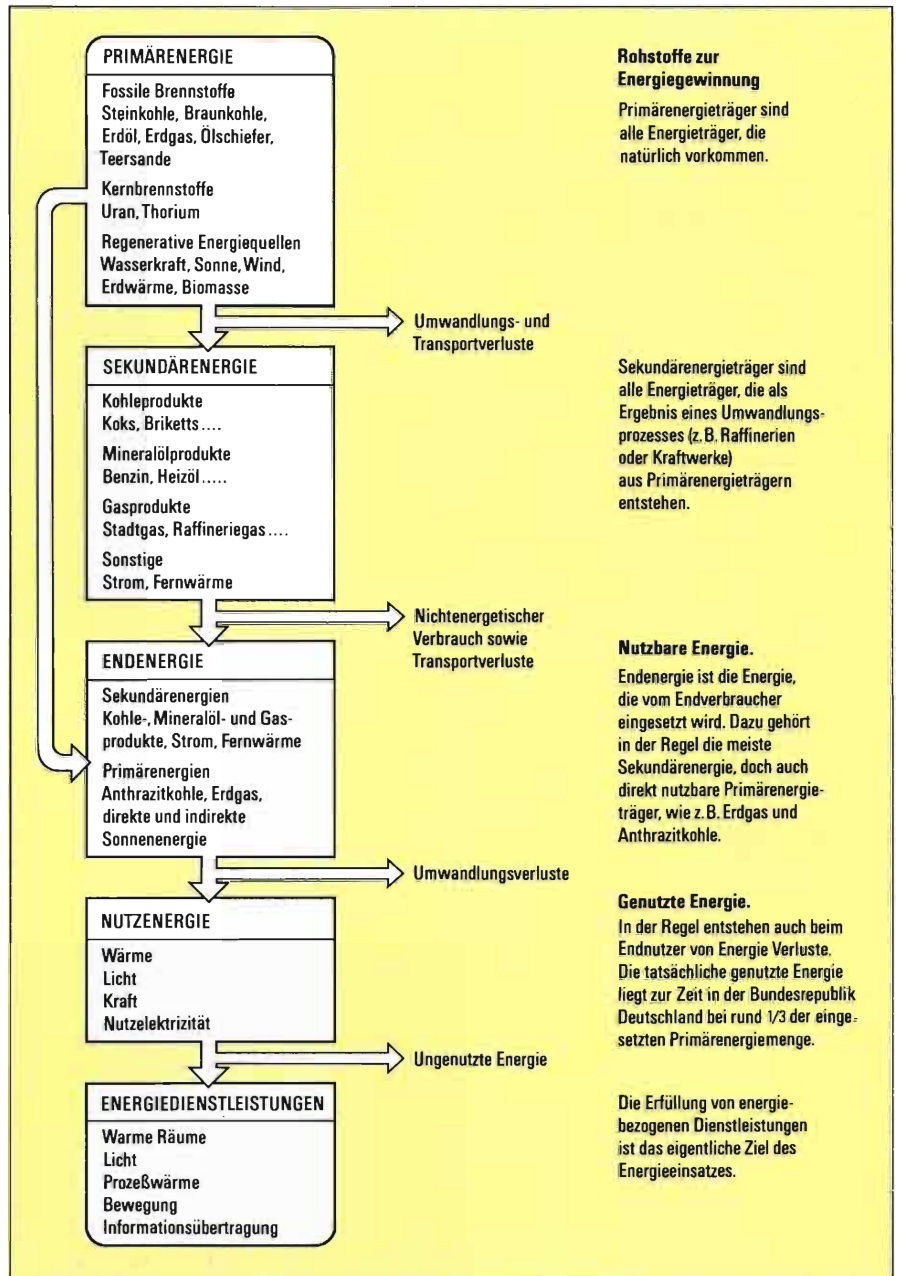 PRIMÄRENERGIE
Fossile Brennstoffe
Steinkohle, Braunkohle,
Erdöl, Erdgas, Ölschiefer,
Teersande
Kernbrennstoffe
Uran, Thorium
Regenerative Energiequellen
Wasserkraft, Sonne, Wind,
Erdwärme, Biomasse
Rohstoffe zur
Energiegewinnung
Primärenergieträger sind
alle Energieträger, die
natürlich vorkommen.
Umwandlungs- und
Transportverluste
SEKUNDÄRENERGIE
Kohleprodukte
Koks, Briketts ....
Mineralölprodukte
Benzin, Heizöl .....
Gasprodukte
Stadtgas, Raffineriegas ....
Sonstige
Strom, Fernwärme
Sekundärenergieträger sind
alle Energieträger, die als
Ergebnis eines Umwandlungs-
prozesses (z. B. Raffinerien
oder Kraftwerke)
aus Primärenergieträgern
entstehen.
Nichtenergetischer
Verbrauch sowie
Transportverluste
ENDENERGIE
Sekundärenergien
Kohle-, Mineralöl- und Gas-
produkte, Strom, Fernwärme
Primärenergien
Anthrazitkohle, Erdgas,
direkte und indirekte
Sonnenenergie
Nutzbare Energie.
Endenergie ist die Energie,
die vom Endverbraucher
eingesetzt wird. Dazu gehört
in der Regel die meiste
Sekundärenergie, doch auch
direkt nutzbare Primärenergie-
träger, wie z. B. Erdgas und
Anthrazitkohle.
Umwandlungsverluste
NUTZENERGIE
Wärme
Licht
Kraft
Nutzelektrizität
Genutzte Energie.
In der Regel entstehen auch beim
Endnutzer von Energie Verluste.
Die tatsächliche genutzte Energie
liegt zur Zeit in der Bundesrepublik
Deutschland bei rund 1/3 der einge-
setzten Primärenergiemenge.
Ungenutzte Energie
ENERGIEDIENSTLEISTUNGEN
Warme Räume
Licht
Prozeßwärme
Bewegung
Informationsübertragung
Die Erfüllung von energie-
bezogenen Dienstleistungen
ist das eigentliche Ziel des
Energieeinsatzes.